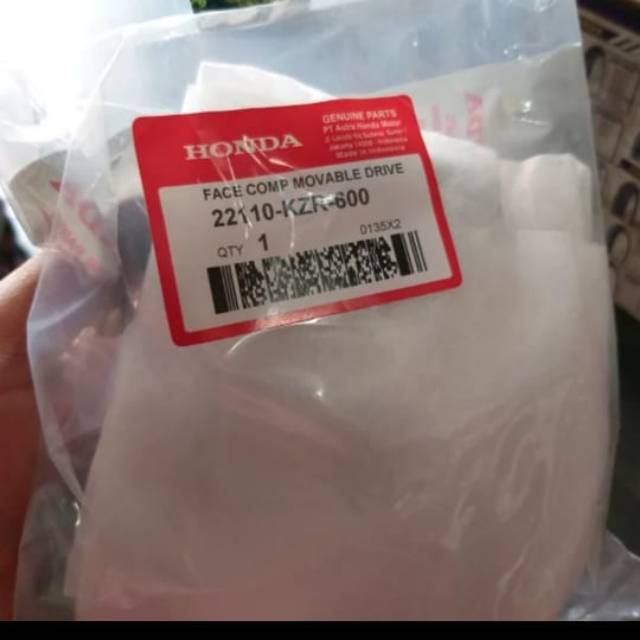 HONDA
GENUINE PARTS
PT Astra Honda Motor
Made in Indonesia
FACE COMP MOVABLE DRIVE
22110-KZR-600
QTY 1
0135X2